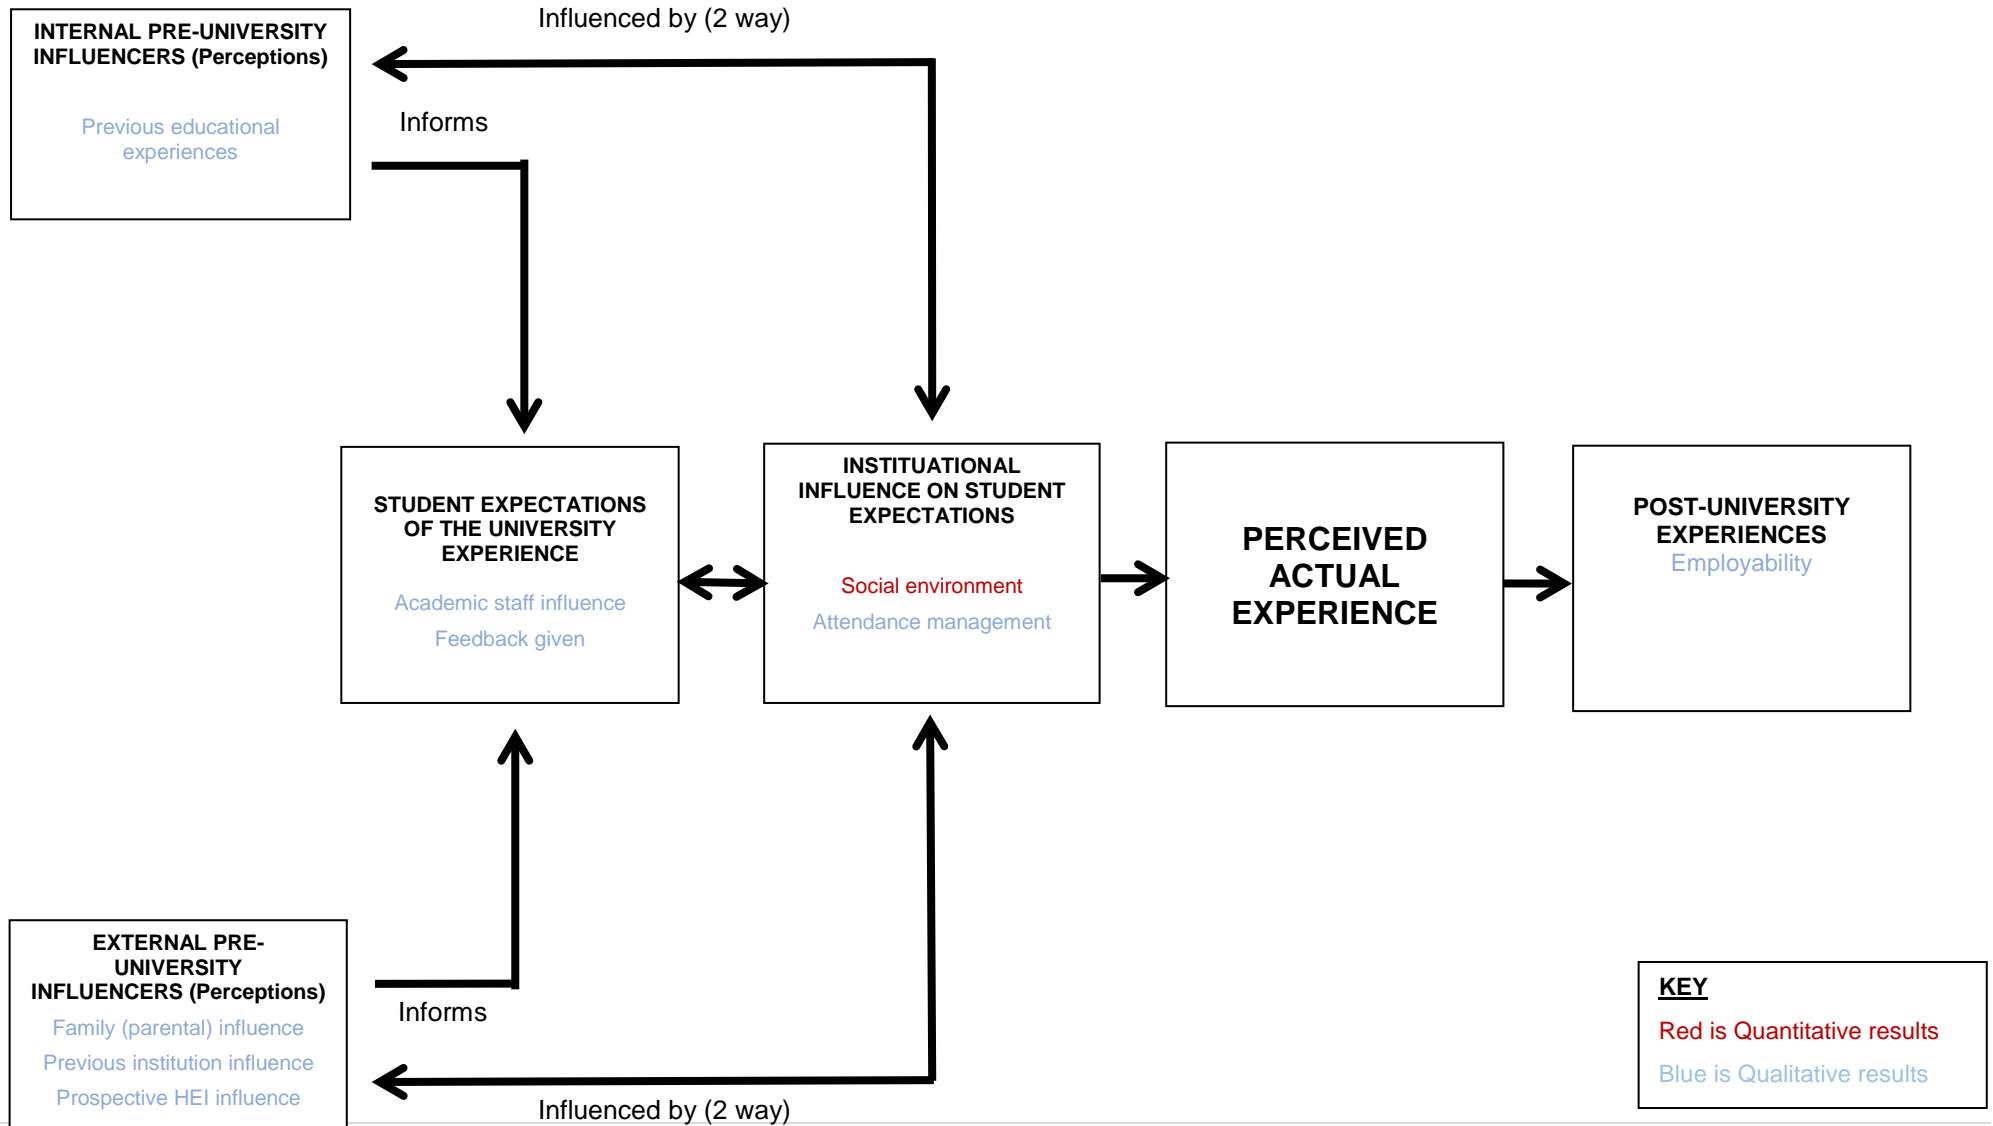 Influenced by (2 way)
INTERNAL PRE-UNIVERSITY
INFLUENCERS (Perceptions)
Previous educational
experiences
Informs
STUDENT EXPECTATIONS
OF THE UNIVERSITY
EXPERIENCE
Academic staff influence
Feedback given
INSTITUATIONAL
INFLUENCE ON STUDENT
EXPECTATIONS
Social environment
Attendance management
PERCEIVED
ACTUAL
EXPERIENCE
POST-UNIVERSITY
EXPERIENCES
Employability
EXTERNAL PRE-
UNIVERSITY
INFLUENCERS (Perceptions)
Family (parental) influence
Previous institution influence
Prospective HEI influence
Informs
Influenced by (2 way)
KEY
Red is Quantitative results
Blue is Qualitative results